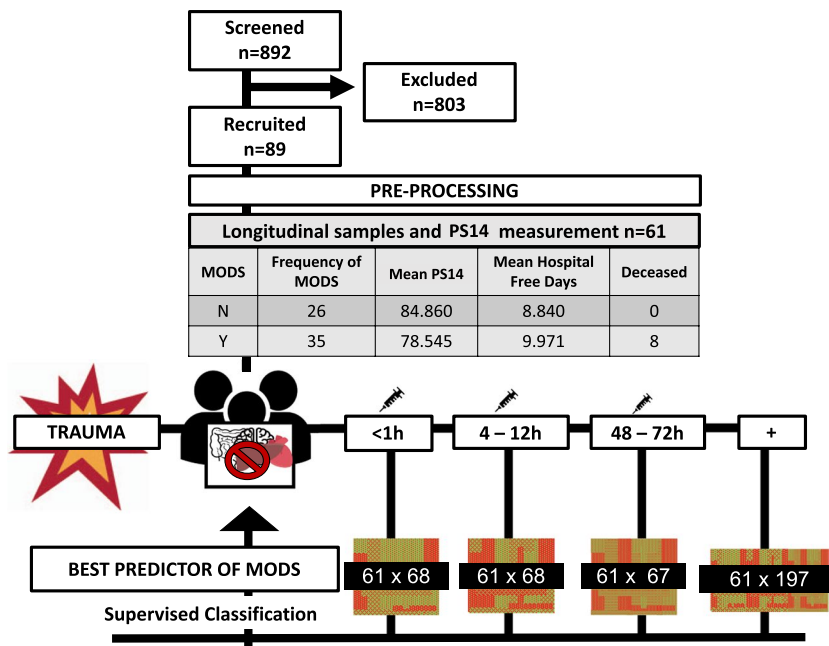 Screened
n=892
Excluded
n=803
Recruited
n=89
PRE-PROCESSING
Longitudinal samples and PS14 measurement n=61
MODS Frequency of MODS Mean PS14 Mean Hospital Free Days Deceased
N 26 84.860 8.840 0
Y 35 78.545 9.971 8
TRAUMA <1h 4 – 12h 48 – 72h +
BEST PREDICTOR OF MODS 61 x 68 61 x 68 61 x 67 61 x 197
Supervised Classification